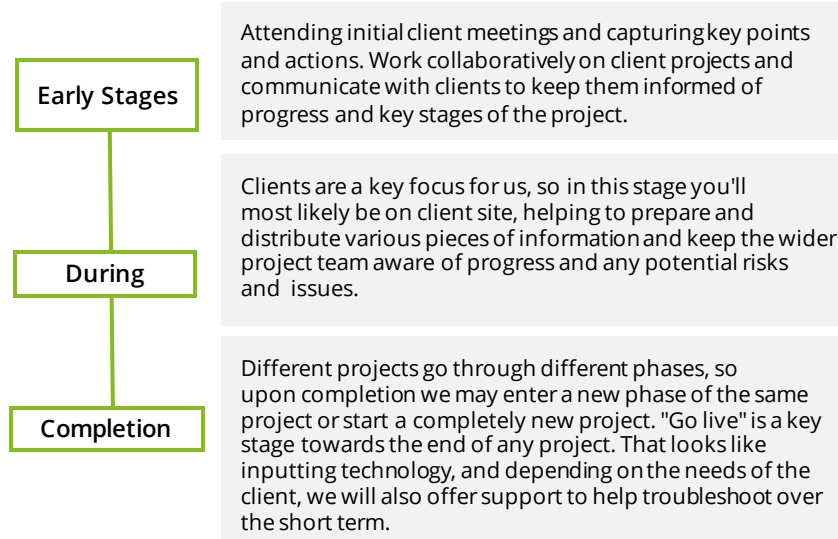 Early Stages
Attending initial client meetings and capturing key points
and actions. Work collaboratively on client projects and
communicate with clients to keep them informed of
progress and key stages of the project.
During
Clients are a key focus for us, so in this stage you'll
most likely be on client site, helping to prepare and
distribute various pieces of information and keep the wider
project team aware of progress and any potential risks
and issues.
Completion
Different projects go through different phases, so
upon completion we may enter a new phase of the same
project or start a completely new project. "Go live" is a key
stage towards the end of any project. That looks like
inputting technology, and depending on the needs of the
client, we will also offer support to help troubleshoot over
the short term.